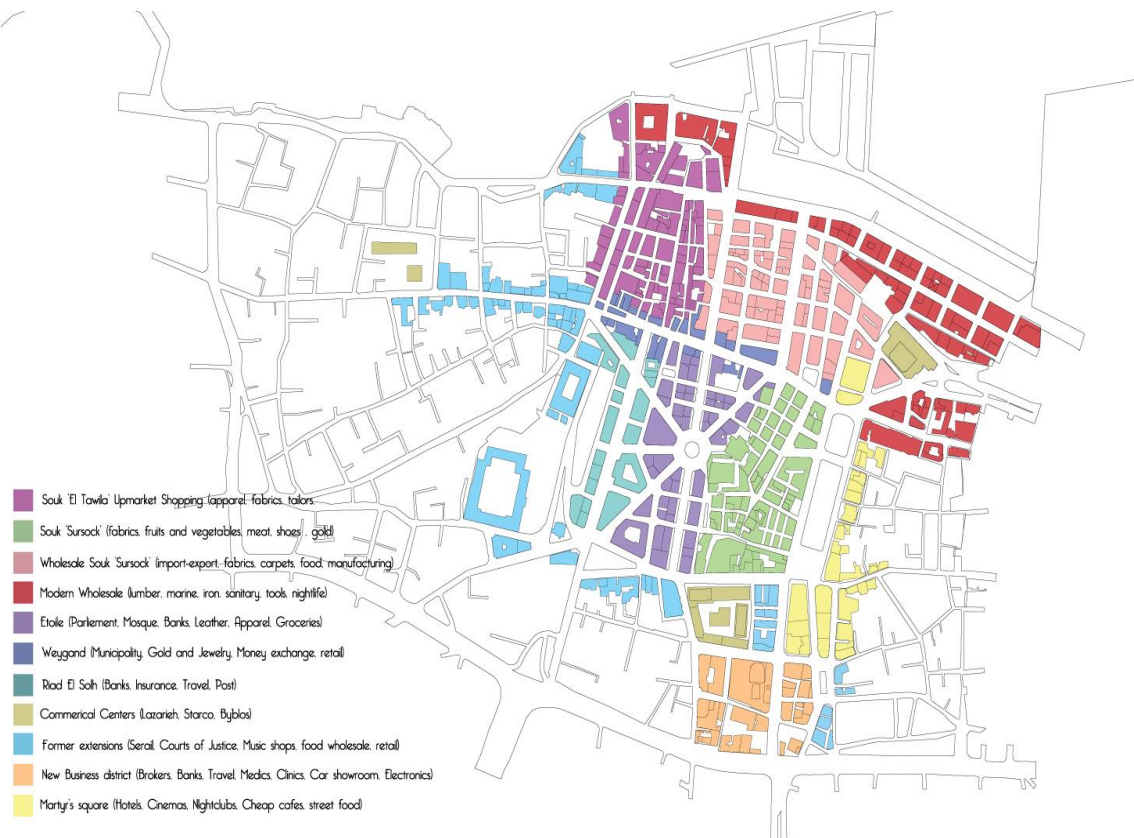 Souk 'El Tawila' Upmarket Shopping (apparel, fabrics, tailors,
Souk 'Sursock' (fabrics, fruits and vegetables, meat, shoes , gold)
Wholesale Souk 'Sursock' (import-export, fabrics, carpets, food, manufacturing)
Modern Wholesale (lumber, marine, iron, sanitary, tools, nightlife)
Etoile (Parlement, Mosque, Banks, Leather, Apparel, Groceries)
Weygand (Municipality, Gold and Jewelry, Money exchange, retail)
Riad El Solh (Banks, Insurance, Travel, Post)
Commerical Centers (Lazarieh, Starco, Byblos)
Former extensions (Serail, Courts of Justice, Music shops, food wholesale, retail)
New Business district (Brokers, Banks, Travel, Medics, Clinics, Car showroom, Electronics)
Martyr's square (Hotels, Cinemas, Nightclubs, Cheap cafes, street food)